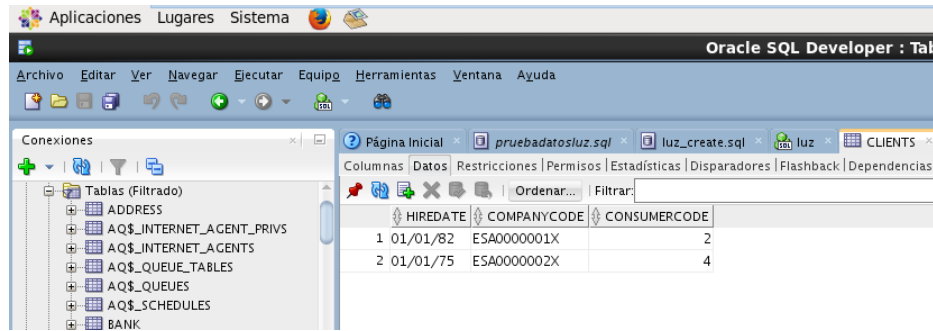 Aplicaciones Lugares Sistema
Oracle SQL Developer : Tab
Archivo Editar Ver Navegar Ejecutar Equipo Herramientas Ventana Ayuda
Conexiones
Página Inicial pruebadatosluz.sql luz_create.sql luz CLIENTS
Columnas Datos Restricciones Permisos Estadísticas Disparadores Flashback Dependencias
Ordenar... Filtrar:
Tablas (Filtrado)
ADDRESS
AQ$_INTERNET_AGENT_PRIVS
AQ$_INTERNET_AGENTS
AQ$_QUEUE_TABLES
AQ$_QUEUES
AQ$_SCHEDULES
BANK
HIREDATE COMPANYCODE CONSUMERCODE
1 01/01/82 ESA0000001X 2
2 01/01/75 ESA0000002X 4